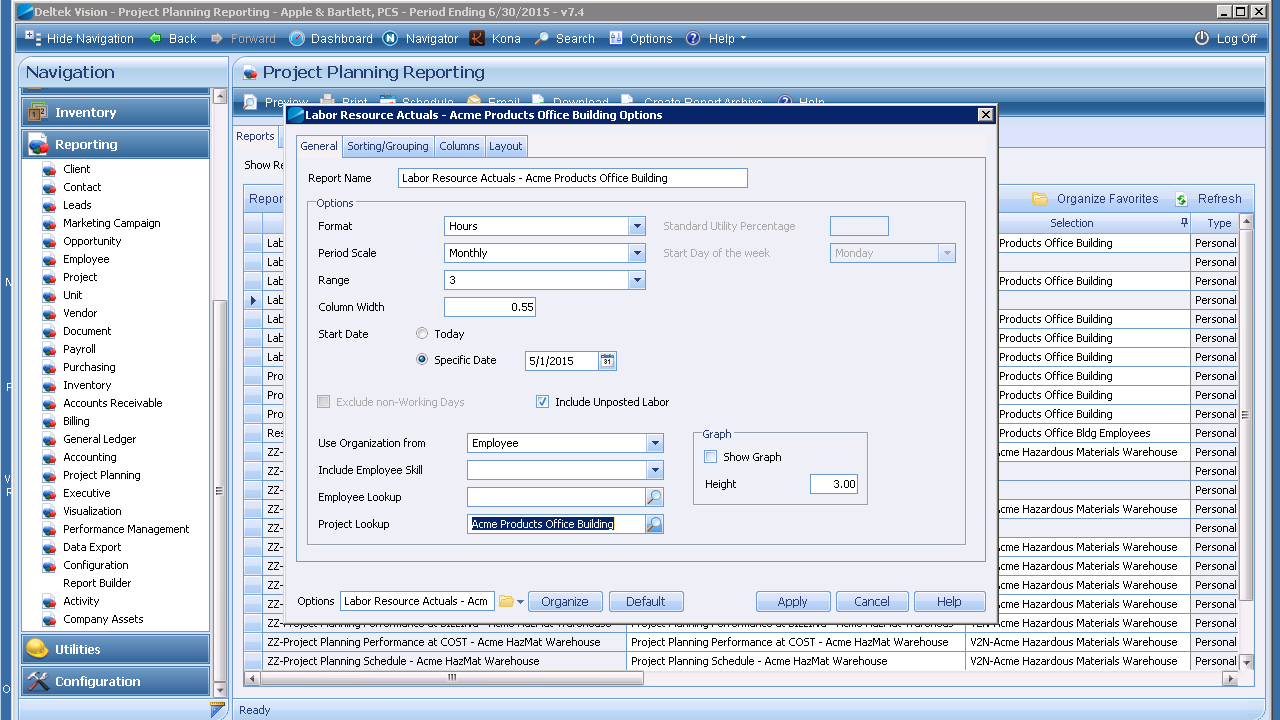 Deltek Vision - Project Planning Reporting - Apple & Bartlett, PCS - Period Ending 6/30/2015 - v7.4
Hide Navigation Back Forward Dashboard Navigator Kona Search Options Help Log Off
Navigation
Inventory
Reporting
Client
Contact
Leads
Marketing Campaign
Opportunity
Employee
Project
Unit
Vendor
Document
Payroll
Purchasing
Inventory
Accounts Receivable
Billing
General Ledger
Accounting
Project Planning
Executive
Visualization
Performance Management
Data Export
Configuration
Report Builder
Activity
Company Assets
Utilities
Configuration
Project Planning Reporting
Preview Print Schedule Email Download Create Report Archive Help
Reports
Show Re
Repor
Organize Favorites Refresh
Selection Type
Lab Products Office Building Personal
Lab Personal
Lab Products Office Building Personal
Lab Personal
Lab Products Office Building Personal
Lab Products Office Building Personal
Lab Products Office Building Personal
Pro Products Office Building Personal
Pro Products Office Building Personal
Pro Products Office Building Personal
Res Products Office Bldg Employees Personal
ZZ- Acme Hazardous Materials Warehouse Personal
ZZ- Personal
ZZ- Personal
ZZ- Acme Hazardous Materials Warehouse Personal
ZZ- Personal
ZZ- Acme Hazardous Materials Warehouse Personal
ZZ- Acme Hazardous Materials Warehouse Personal
ZZ- Acme Hazardous Materials Warehouse Personal
ZZ- Acme Hazardous Materials Warehouse Personal
ZZ-Project Planning Performance at COST - Acme HazMat Warehouse Project Planning Performance at COST - Acme HazMat Warehouse V2N-Acme Hazardous Materials Warehouse Personal
ZZ-Project Planning Schedule - Acme HazMat Warehouse Project Planning Schedule - Acme HazMat Warehouse V2N-Acme Hazardous Materials Warehouse Personal
Ready
Labor Resource Actuals - Acme Products Office Building Options
General Sorting/Grouping Columns Layout
Report Name Labor Resource Actuals - Acme Products Office Building
Options
Format Hours Standard Utility Percentage
Period Scale Monthly Start Day of the week Monday
Range 3
Column Width 0.55
Start Date Today
Specific Date 5/1/2015 31
Exclude non-Working Days Include Unposted Labor
Use Organization from Employee
Include Employee Skill
Employee Lookup
Project Lookup Acme Products Office Building
Graph
Show Graph
Height 3.00
Options Labor Resource Actuals - Acm Organize Default Apply Cancel Help